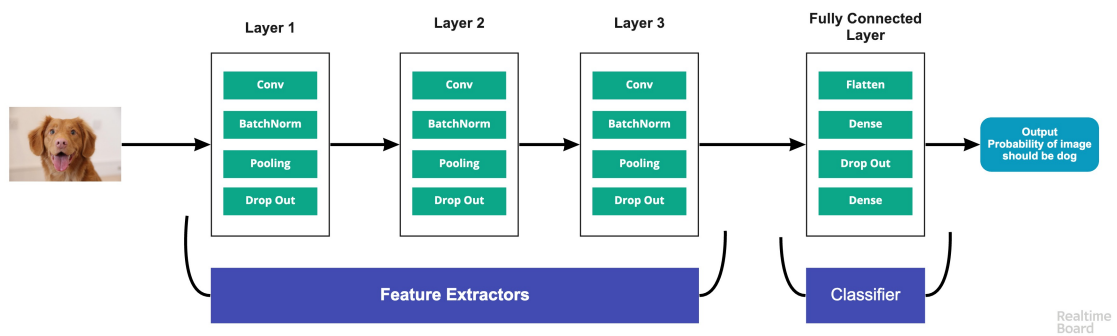 Layer 1
Layer 2
Layer 3
Fully Connected
Layer
Conv
BatchNorm
Pooling
Drop Out
Conv
BatchNorm
Pooling
Drop Out
Conv
BatchNorm
Pooling
Drop Out
Flatten
Dense
Drop Out
Dense
Output
Probability of image
should be dog
Feature Extractors
Classifier
Realtime
Board